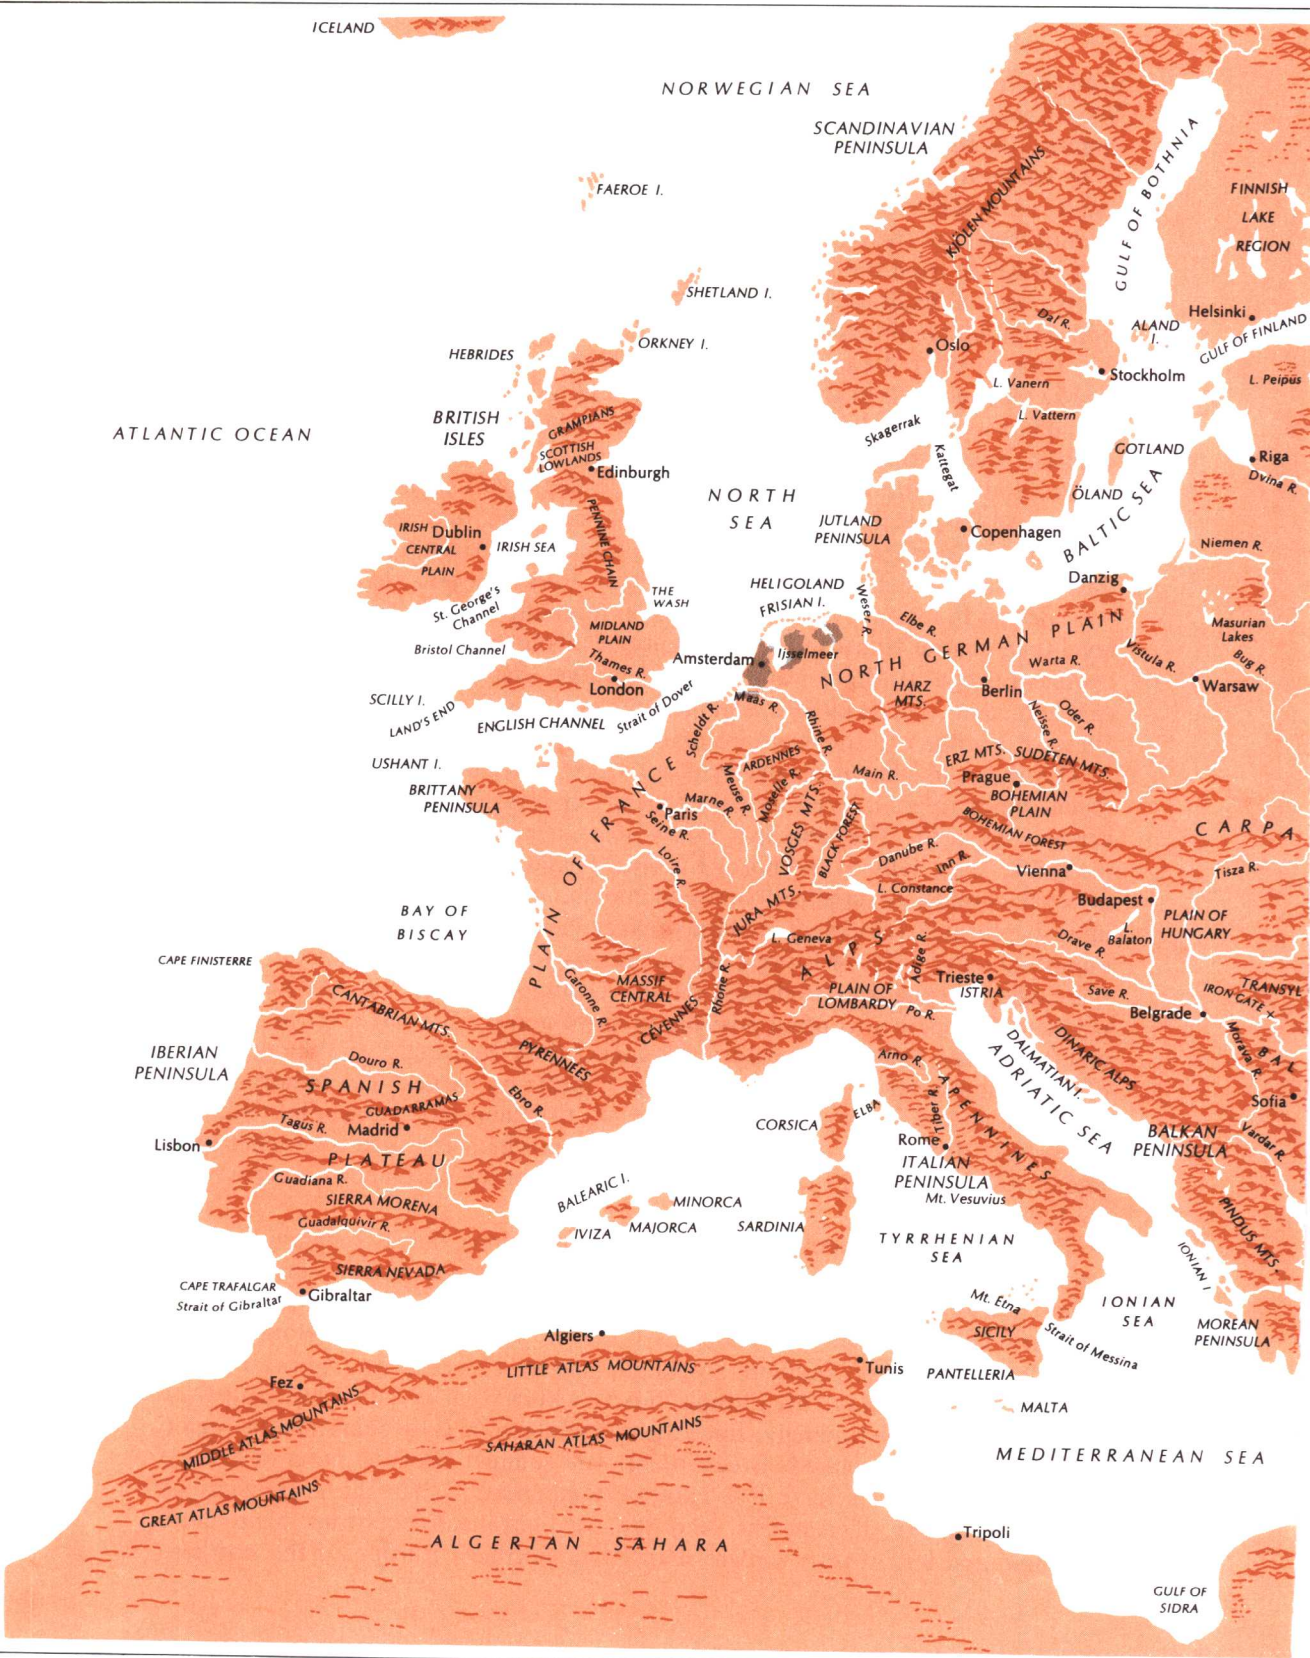 ICELAND
NORWEGIAN SEA
SCANDINAVIAN
PENINSULA
FAEROE I.
KJÖLEN MOUNTAINS
GULF OF BOTHNIA
FINNISH
LAKE
REGION
SHETLAND I.
ORKNEY I.
HEBRIDES
Dal R.
ALAND
I.
Helsinki
GULF OF FINLAND
Oslo
Stockholm
L. Vanern
L. Peipus
BRITISH
ISLES
GRAMPIANS
SCOTTISH
LOWLANDS
Edinburgh
ATLANTIC OCEAN
L. Vattern
Skagerrak
Kattegat
GOTLAND
Riga
Dvina R.
ÖLAND
BALTIC SEA
NORTH
SEA
JUTLAND
PENINSULA
Copenhagen
IRISH
CENTRAL
PLAIN
Dublin
IRISH SEA
PENNINE CHAIN
Niemen R.
Danzig
St. George's
Channel
THE
WASH
HELIGOLAND
FRISIAN I.
Weser R.
Elbe R.
MIDLAND
PLAIN
Masurian
Lakes
Bristol Channel
Amsterdam
Ijsselmeer
NORTH GERMAN PLAIN
Vistula R.
Bug R.
Thames R.
London
Warta R.
Warsaw
HARZ
MTS.
Berlin
SCILLY I.
LAND'S END
ENGLISH CHANNEL
Strait of Dover
Maas R.
Scheldt R.
Rhine R.
Neisse R.
Oder R.
USHANT I.
BRITTANY
PENINSULA
ARDENNES
Meuse R.
Moselle R.
Main R.
ERZ MTS.
SUDETEN MTS.
Prague
BOHEMIAN
PLAIN
Marne R.
Paris
Seine R.
PLAIN OF FRANCE
VOSGES MTS.
BLACK FOREST
BOHEMIAN FOREST
CARPA
Loire R.
Danube R.
Inn R.
Vienna
Tisza R.
L. Constance
Budapest
JURA MTS.
PLAIN OF
HUNGARY
L.
Balaton
BAY OF
BISCAY
L. Geneva
ALPS
Adige R.
Drave R.
CAPE FINISTERRE
Garonne R.
MASSIF
CENTRAL
Rhone R.
PLAIN OF
LOMBARDY
Trieste
ISTRIA
Save R.
TRANSYL
IRON GATE
CANTABRIAN MTS.
CÉVENNES
Po R.
Belgrade
PYRENNEES
Arno R.
DALMATIAN I.
DINARIC ALPS
Morava R.
BAL
IBERIAN
PENINSULA
Douro R.
SPANISH
PLATEAU
GUADARRAMAS
Ebro R.
ADRIATIC SEA
Sofia
Tagus R.
Madrid
Lisbon
CORSICA
ELBA
Tiber R.
APENNINES
Rome
ITALIAN
PENINSULA
BALKAN
PENINSULA
Vardar R.
Guadiana R.
SIERRA MORENA
Guadalquivir R.
BALEARIC I.
MINORCA
IVIZA
MAJORCA
SARDINIA
Mt. Vesuvius
TYRRHENIAN
SEA
PINDUS MTS.
IONIAN I
SIERRA NEVADA
CAPE TRAFALGAR
Strait of Gibraltar
Gibraltar
Mt. Etna
SICILY
Strait of Messina
IONIAN
SEA
MOREAN
PENINSULA
Algiers
LITTLE ATLAS MOUNTAINS
Tunis
PANTELLERIA
Fez
MALTA
MIDDLE ATLAS MOUNTAINS
SAHARAN ATLAS MOUNTAINS
MEDITERRANEAN SEA
GREAT ATLAS MOUNTAINS
ALGERIAN SAHARA
Tripoli
GULF OF
SIDRA